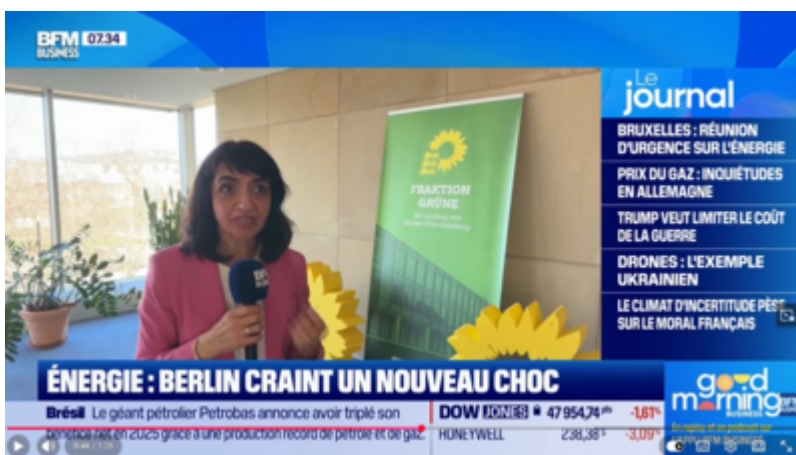 BFM 07.34
BUSINESS
Le
journal
BRUXELLES : RÉUNION
D'URGENCE SUR L'ÉNERGIE
PRIX DU GAZ : INQUIÉTUDES
EN ALLEMAGNE
TRUMP VEUT LIMITER LE COÛT
DE LA GUERRE
DRONES : L'EXEMPLE
UKRAINIEN
LE CLIMAT D'INCERTITUDE PÈSE
SUR LE MORAL FRANÇAIS
FRAKTION
GRÜNE
BFM
ÉNERGIE : BERLIN CRAINT UN NOUVEAU CHOC
Brésil Le géant pétrolier Petrobas annonce avoir triplé son
bénéfice net en 2025 grâce à une production record de pétrole et de gaz.
DOW JONES 47 954,74 pts -1,61%
HONEYWELL 238,38$ -3,09%
good
morning
BUSINESS